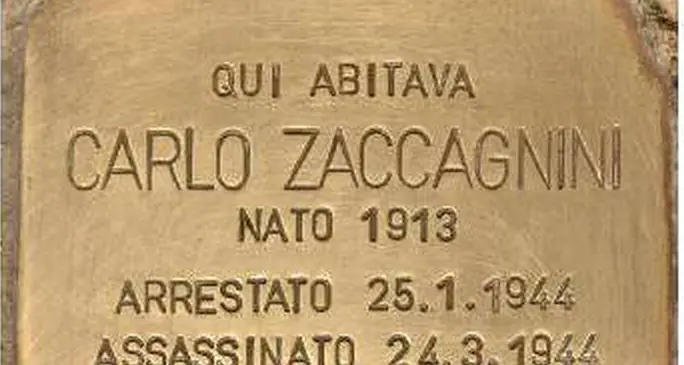 QUI ABITAVA
CARLO ZACCAGNINI
NATO 1913
ARRESTATO 25.1.1944
ASSASSINATO 24.3.1944